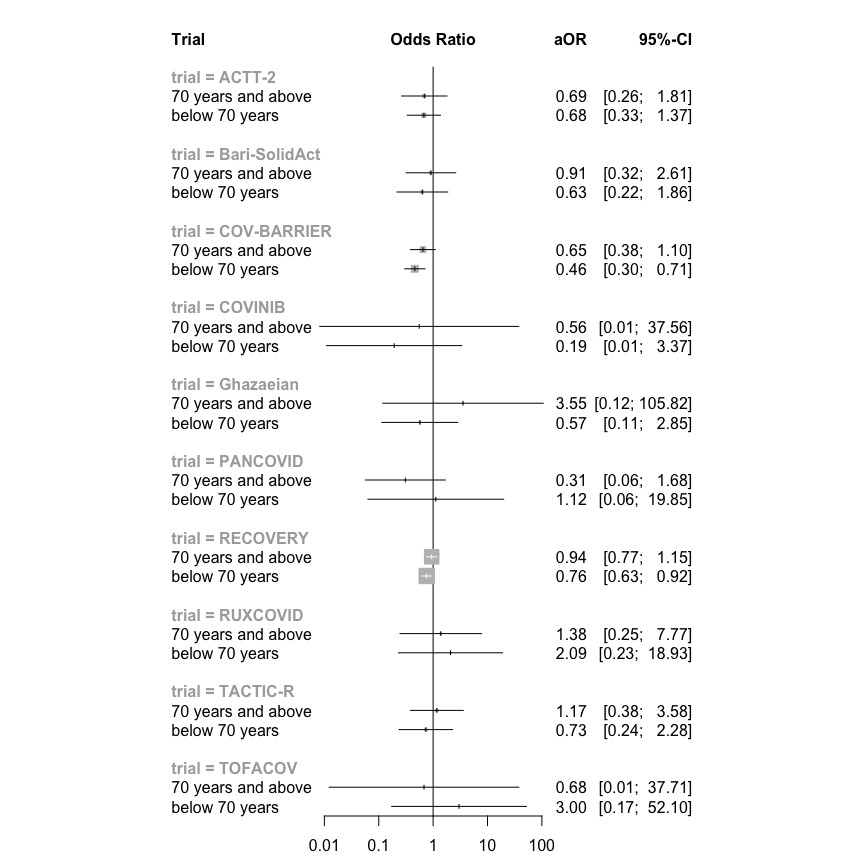 Trial Odds Ratio aOR 95%-CI
trial = ACTT-2
70 years and above 0.69 [0.26; 1.81]
below 70 years 0.68 [0.33; 1.37]
trial = Bari-SolidAct
70 years and above 0.91 [0.32; 2.61]
below 70 years 0.63 [0.22; 1.86]
trial = COV-BARRIER
70 years and above 0.65 [0.38; 1.10]
below 70 years 0.46 [0.30; 0.71]
trial = COVINIB
70 years and above 0.56 [0.01; 37.56]
below 70 years 0.19 [0.01; 3.37]
trial = Ghazaeian
70 years and above 3.55 [0.12; 105.82]
below 70 years 0.57 [0.11; 2.85]
trial = PANCOVID
70 years and above 0.31 [0.06; 1.68]
below 70 years 1.12 [0.06; 19.85]
trial = RECOVERY
70 years and above 0.94 [0.77; 1.15]
below 70 years 0.76 [0.63; 0.92]
trial = RUXCOVID
70 years and above 1.38 [0.25; 7.77]
below 70 years 2.09 [0.23; 18.93]
trial = TACTIC-R
70 years and above 1.17 [0.38; 3.58]
below 70 years 0.73 [0.24; 2.28]
trial = TOFACOV
70 years and above 0.68 [0.01; 37.71]
below 70 years 3.00 [0.17; 52.10]
0.01 0.1 1 10 100